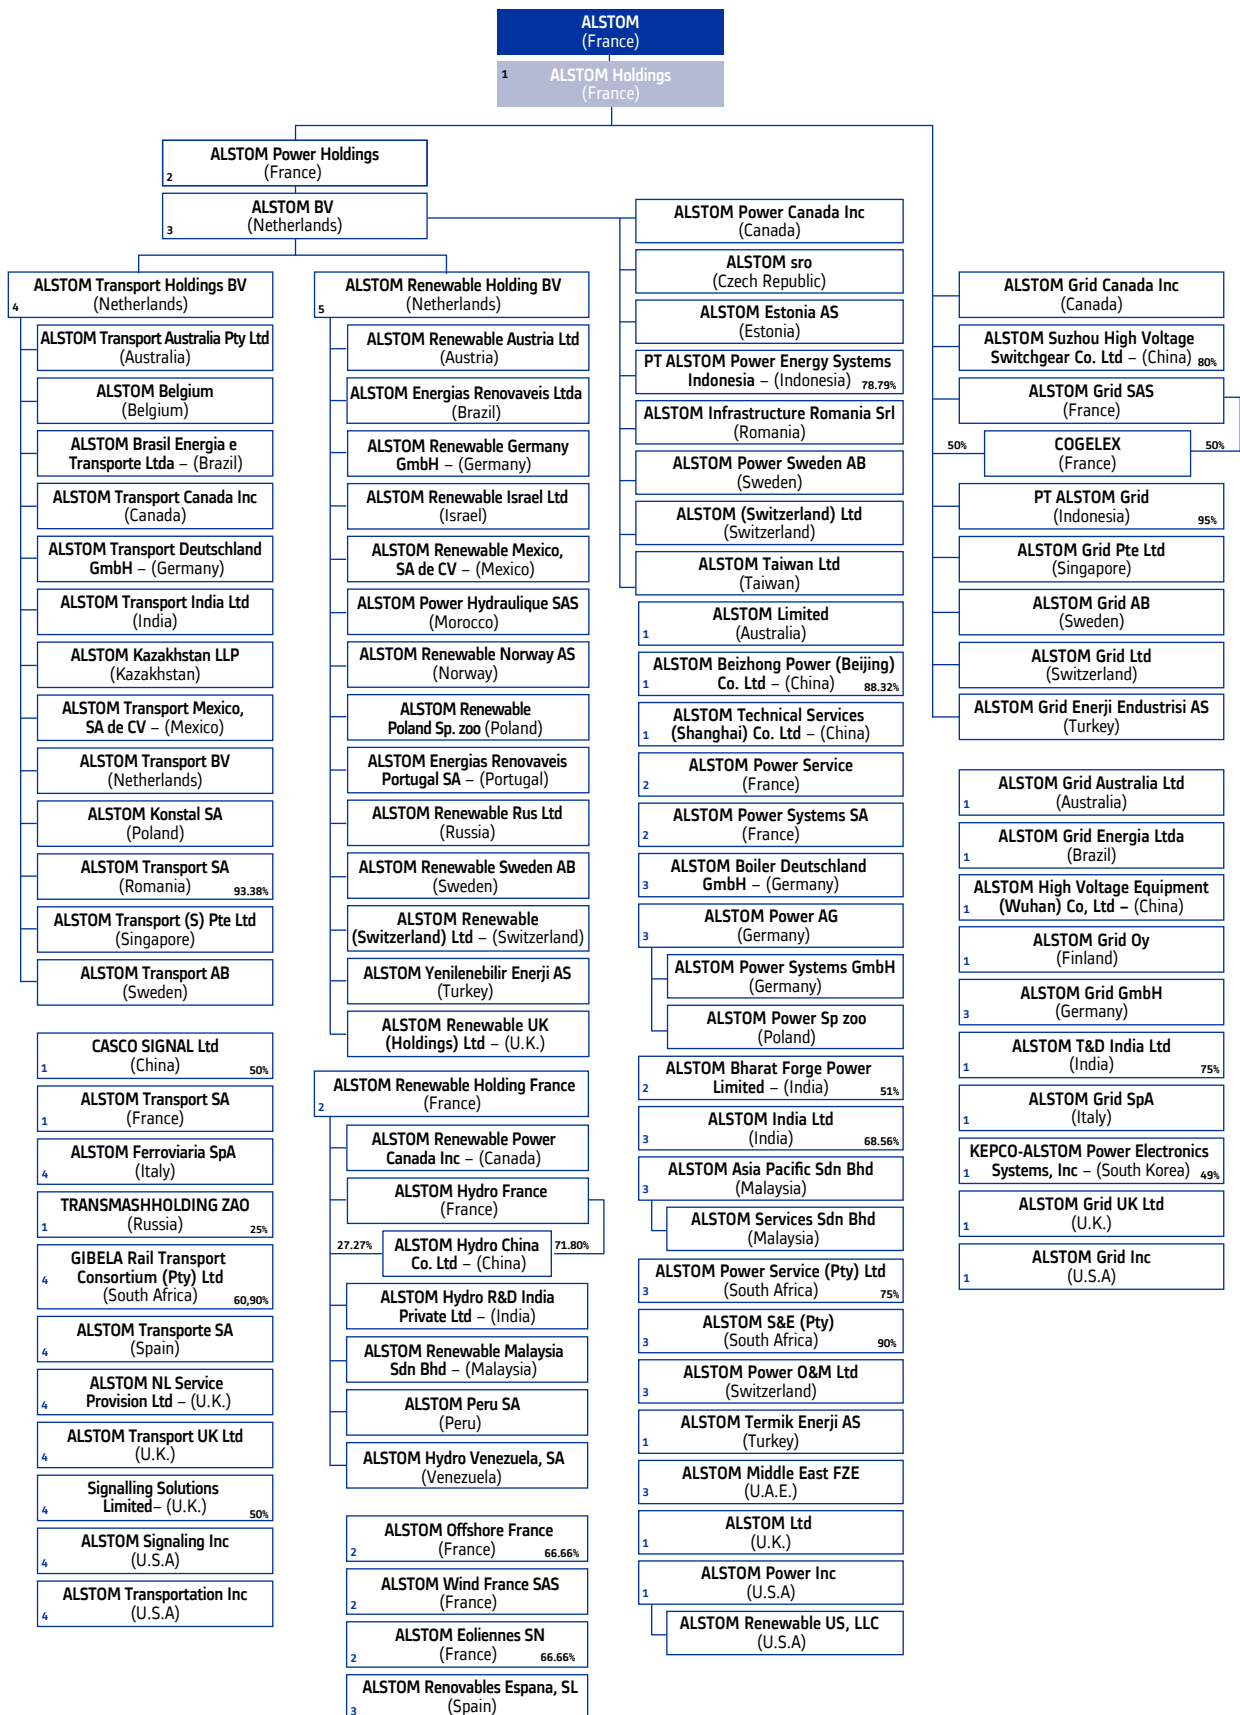 ALSTOM
(France)
1
ALSTOM Holdings
(France)
ALSTOM Power Holdings
(France)
2
ALSTOM BV
(Netherlands)
3
ALSTOM Transport Holdings BV
(Netherlands)
4
ALSTOM Transport Australia Pty Ltd
(Australia)
ALSTOM Belgium
(Belgium)
ALSTOM Brasil Energia e
Transporte Ltda – (Brazil)
ALSTOM Transport Canada Inc
(Canada)
ALSTOM Transport Deutschland
GmbH – (Germany)
ALSTOM Transport India Ltd
(India)
ALSTOM Kazakhstan LLP
(Kazakhstan)
ALSTOM Transport Mexico,
SA de CV – (Mexico)
ALSTOM Transport BV
(Netherlands)
ALSTOM Konstal SA
(Poland)
ALSTOM Transport SA
(Romania) 93.38%
ALSTOM Transport (S) Pte Ltd
(Singapore)
ALSTOM Transport AB
(Sweden)
CASCO SIGNAL Ltd
1 (China) 50%
ALSTOM Transport SA
1 (France)
ALSTOM Ferroviaria SpA
4 (Italy)
TRANSMASHHOLDING ZAO
1 (Russia) 25%
GIBELA Rail Transport
4 Consortium (Pty) Ltd
(South Africa) 60,90%
ALSTOM Transporte SA
4 (Spain)
ALSTOM NL Service
4 Provision Ltd – (U.K.)
ALSTOM Transport UK Ltd
4 (U.K.)
Signalling Solutions
4 Limited– (U.K.) 50%
ALSTOM Signaling Inc
4 (U.S.A)
ALSTOM Transportation Inc
4 (U.S.A)
ALSTOM Renewable Holding BV
5 (Netherlands)
ALSTOM Renewable Austria Ltd
(Austria)
ALSTOM Energias Renovaveis Ltda
(Brazil)
ALSTOM Renewable Germany
GmbH – (Germany)
ALSTOM Renewable Israel Ltd
(Israel)
ALSTOM Renewable Mexico,
SA de CV – (Mexico)
ALSTOM Power Hydraulique SAS
(Morocco)
ALSTOM Renewable Norway AS
(Norway)
ALSTOM Renewable
Poland Sp. zoo (Poland)
ALSTOM Energias Renovaveis
Portugal SA – (Portugal)
ALSTOM Renewable Rus Ltd
(Russia)
ALSTOM Renewable Sweden AB
(Sweden)
ALSTOM Renewable
(Switzerland) Ltd – (Switzerland)
ALSTOM Yenilenebilir Enerji AS
(Turkey)
ALSTOM Renewable UK
(Holdings) Ltd – (U.K.)
ALSTOM Renewable Holding France
2 (France)
ALSTOM Renewable Power
Canada Inc – (Canada)
ALSTOM Hydro France
(France)
27.27% ALSTOM Hydro China 71.80%
Co. Ltd – (China)
ALSTOM Hydro R&D India
Private Ltd – (India)
ALSTOM Renewable Malaysia
Sdn Bhd – (Malaysia)
ALSTOM Peru SA
(Peru)
ALSTOM Hydro Venezuela, SA
(Venezuela)
ALSTOM Offshore France
2 (France) 66.66%
ALSTOM Wind France SAS
2 (France)
ALSTOM Eoliennes SN
2 (France) 66.66%
ALSTOM Renovables Espana, SL
3 (Spain)
ALSTOM Power Canada Inc
(Canada)
ALSTOM sro
(Czech Republic)
ALSTOM Estonia AS
(Estonia)
PT ALSTOM Power Energy Systems
Indonesia – (Indonesia) 78.79%
ALSTOM Infrastructure Romania Srl
(Romania)
ALSTOM Power Sweden AB
(Sweden)
ALSTOM (Switzerland) Ltd
(Switzerland)
ALSTOM Taiwan Ltd
(Taiwan)
ALSTOM Limited
1 (Australia)
ALSTOM Beizhong Power (Beijing)
1 Co. Ltd – (China) 88.32%
ALSTOM Technical Services
1 (Shanghai) Co. Ltd – (China)
ALSTOM Power Service
2 (France)
ALSTOM Power Systems SA
2 (France)
ALSTOM Boiler Deutschland
3 GmbH – (Germany)
ALSTOM Power AG
3 (Germany)
ALSTOM Power Systems GmbH
(Germany)
ALSTOM Power Sp zoo
(Poland)
ALSTOM Bharat Forge Power
2 Limited – (India) 51%
ALSTOM India Ltd
3 (India) 68.56%
ALSTOM Asia Pacific Sdn Bhd
3 (Malaysia)
ALSTOM Services Sdn Bhd
(Malaysia)
ALSTOM Power Service (Pty) Ltd
3 (South Africa) 75%
ALSTOM S&E (Pty)
3 (South Africa) 90%
ALSTOM Power O&M Ltd
3 (Switzerland)
ALSTOM Termik Enerji AS
1 (Turkey)
ALSTOM Middle East FZE
3 (U.A.E.)
ALSTOM Ltd
1 (U.K.)
ALSTOM Power Inc
1 (U.S.A)
ALSTOM Renewable US, LLC
(U.S.A)
ALSTOM Grid Canada Inc
(Canada)
ALSTOM Suzhou High Voltage
Switchgear Co. Ltd – (China) 80%
ALSTOM Grid SAS
(France)
50% COGELEX 50%
(France)
PT ALSTOM Grid
(Indonesia) 95%
ALSTOM Grid Pte Ltd
(Singapore)
ALSTOM Grid AB
(Sweden)
ALSTOM Grid Ltd
(Switzerland)
ALSTOM Grid Enerji Endustrisi AS
(Turkey)
ALSTOM Grid Australia Ltd
1 (Australia)
ALSTOM Grid Energia Ltda
1 (Brazil)
ALSTOM High Voltage Equipment
1 (Wuhan) Co, Ltd – (China)
ALSTOM Grid Oy
1 (Finland)
ALSTOM Grid GmbH
3 (Germany)
ALSTOM T&D India Ltd
1 (India) 75%
ALSTOM Grid SpA
1 (Italy)
KEPCO-ALSTOM Power Electronics
1 Systems, Inc – (South Korea) 49%
ALSTOM Grid UK Ltd
1 (U.K.)
ALSTOM Grid Inc
1 (U.S.A)